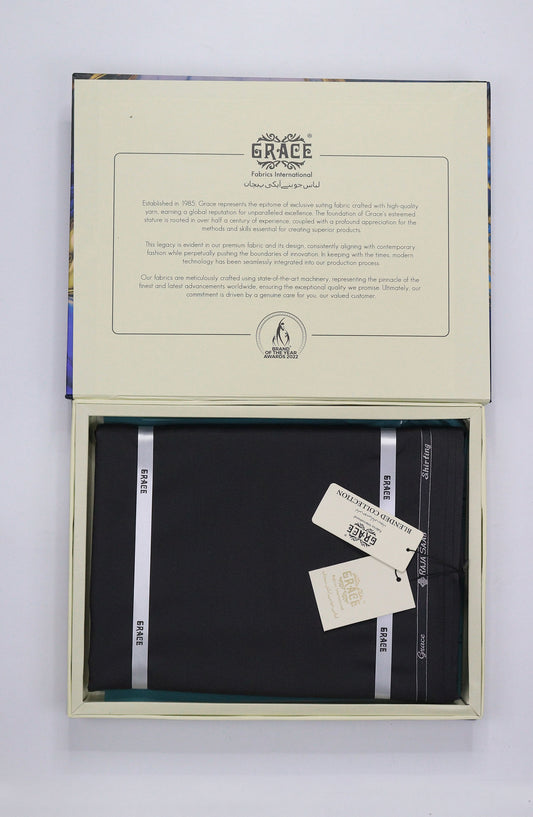 GRACE®
Fabrics International
لباس جو بنے آپکی پہچان
Established in 1985, Grace represents the epitome of exclusive suiting fabric crafted with high-quality
yarn, earning a global reputation for unparalleled excellence. The foundation of Grace's esteemed
stature is rooted in over half a century of experience, coupled with a profound appreciation for the
methods and skills essential for creating superior products.
This legacy is evident in our premium fabric and its design, consistently aligning with contemporary
fashion while perpetually pushing the boundaries of innovation. In keeping with the times, modern
technology has been seamlessly integrated into our production process.
Our fabrics are meticulously crafted using state-of-the-art machinery, representing the pinnacle of the
finest and latest advancements worldwide, ensuring the exceptional quality we promise. Ultimately, our
commitment is driven by a genuine care for you, our valued customer.
BRAND
OF THE YEAR
AWARDS 2022
GRACE
GRACE
GRACE
GRACE
Shirting
RAJA SAAB
Grace
GRACE
BLENDED COLLECTION
GRACE